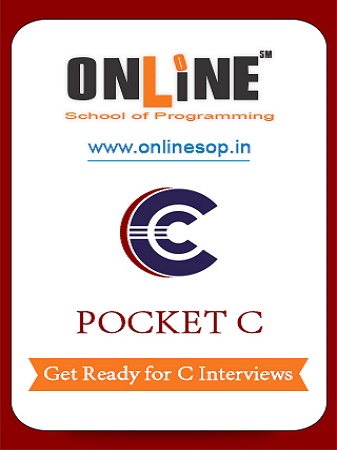 ONLiNE SM
School of Programming
www.onlinesop.in
POCKET C
Get Ready for C Interviews